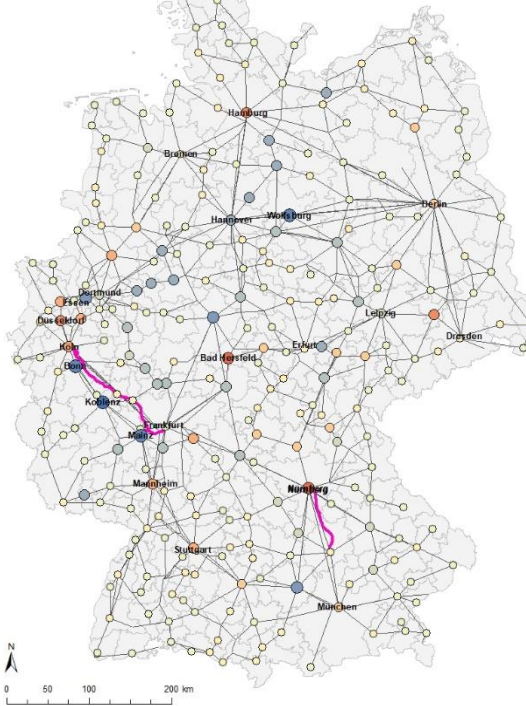 Hamburg
Bremen
Berlin
Hannover
Wolfsburg
Dortmund
Essen
Düsseldorf
Leipzig
Köln
Bad Hersfeld
Erfurt
Dresden
Bonn
Koblenz
Frankfurt
Mainz
Mannheim
Nürnberg
Stuttgart
München
N
0 50 100 200 km